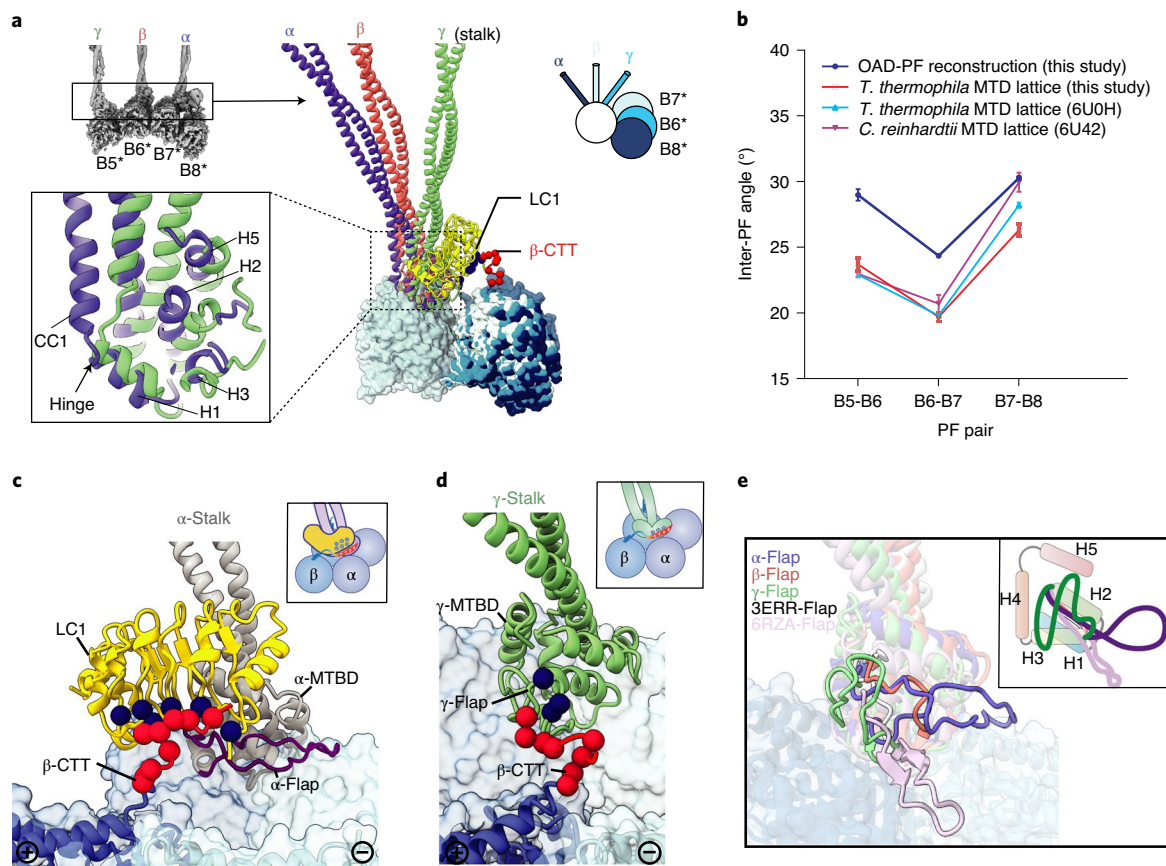 a
γ
β
α
B5*
B6*
B7*
B8*
α
β
γ (stalk)
LC1
β-CTT
α
β
γ
B7*
B6*
B8*
H5
H2
CC1
Hinge
H3
H1
b
40
35
30
25
20
15
Inter-PF angle (°)
OAD-PF reconstruction (this study)
T. thermophila MTD lattice (this study)
T. thermophila MTD lattice (6U0H)
C. reinhardtii MTD lattice (6U42)
B5-B6
B6-B7
B7-B8
PF pair
c
α-Stalk
LC1
α-MTBD
β-CTT
α-Flap
β
α
+
−
d
γ-Stalk
γ-MTBD
γ-Flap
β-CTT
β
α
+
−
e
α-Flap
β-Flap
γ-Flap
3ERR-Flap
6RZA-Flap
H5
H4
H2
H3
H1